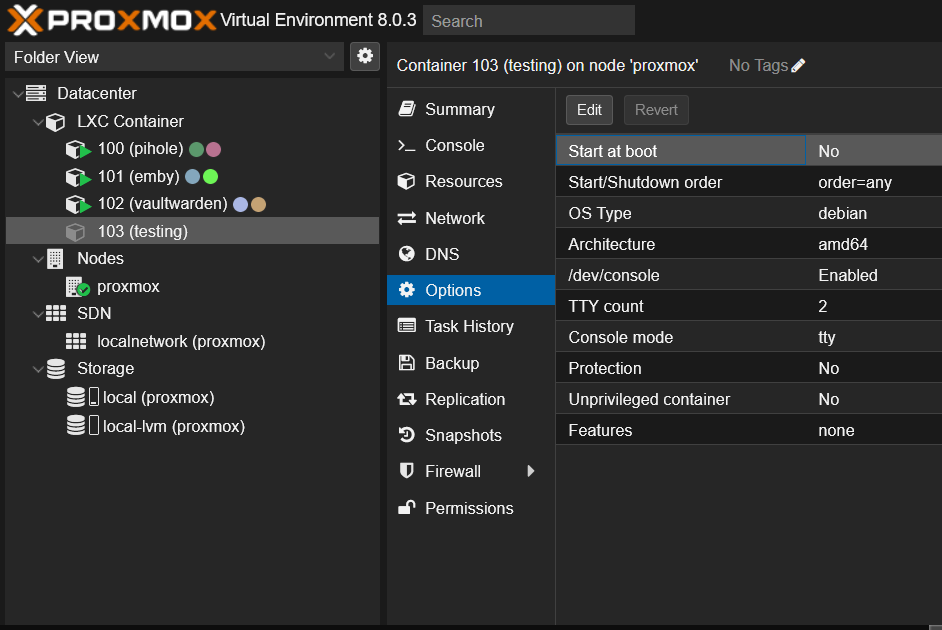 PROXMOX Virtual Environment 8.0.3 Search
Folder View
Datacenter
LXC Container
100 (pihole)
101 (emby)
102 (vaultwarden)
103 (testing)
Nodes
proxmox
SDN
localnetwork (proxmox)
Storage
local (proxmox)
local-lvm (proxmox)
Container 103 (testing) on node 'proxmox' No Tags
Summary
Console
Resources
Network
DNS
Options
Task History
Backup
Replication
Snapshots
Firewall
Permissions
Edit Revert
Start at boot No
Start/Shutdown order order=any
OS Type debian
Architecture amd64
/dev/console Enabled
TTY count 2
Console mode tty
Protection No
Unprivileged container No
Features none